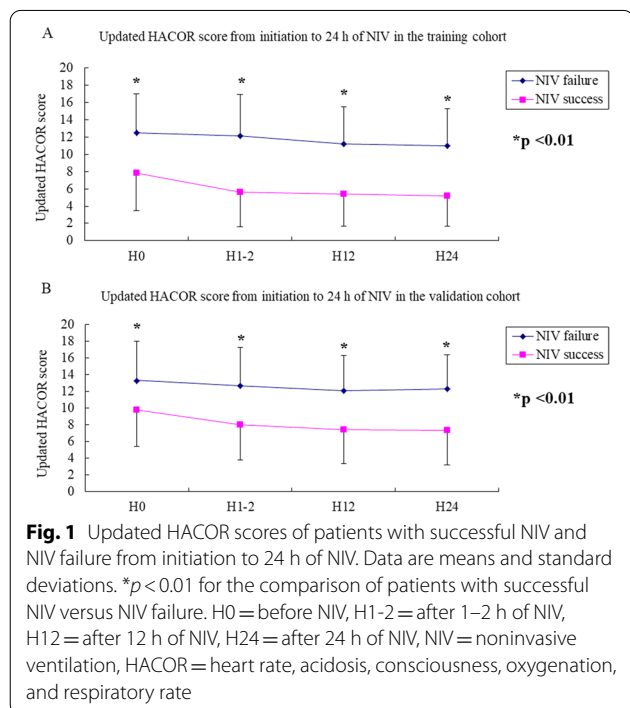 A
Updated HACOR score from initiation to 24 h of NIV in the training cohort
Updated HACOR score
20
18
16
14
12
10
8
6
4
2
0
* * * *
H0 H1-2 H12 H24
NIV failure
NIV success
*p <0.01
B
Updated HACOR score from initiation to 24 h of NIV in the validation cohort
Updated HACOR score
20
18
16
14
12
10
8
6
4
2
0
* * * *
H0 H1-2 H12 H24
NIV failure
NIV success
*p <0.01
Fig. 1 Updated HACOR scores of patients with successful NIV and
NIV failure from initiation to 24 h of NIV. Data are means and standard
deviations. *p < 0.01 for the comparison of patients with successful
NIV versus NIV failure. H0 = before NIV, H1-2 = after 1–2 h of NIV,
H12 = after 12 h of NIV, H24 = after 24 h of NIV, NIV = noninvasive
ventilation, HACOR = heart rate, acidosis, consciousness, oxygenation,
and respiratory rate